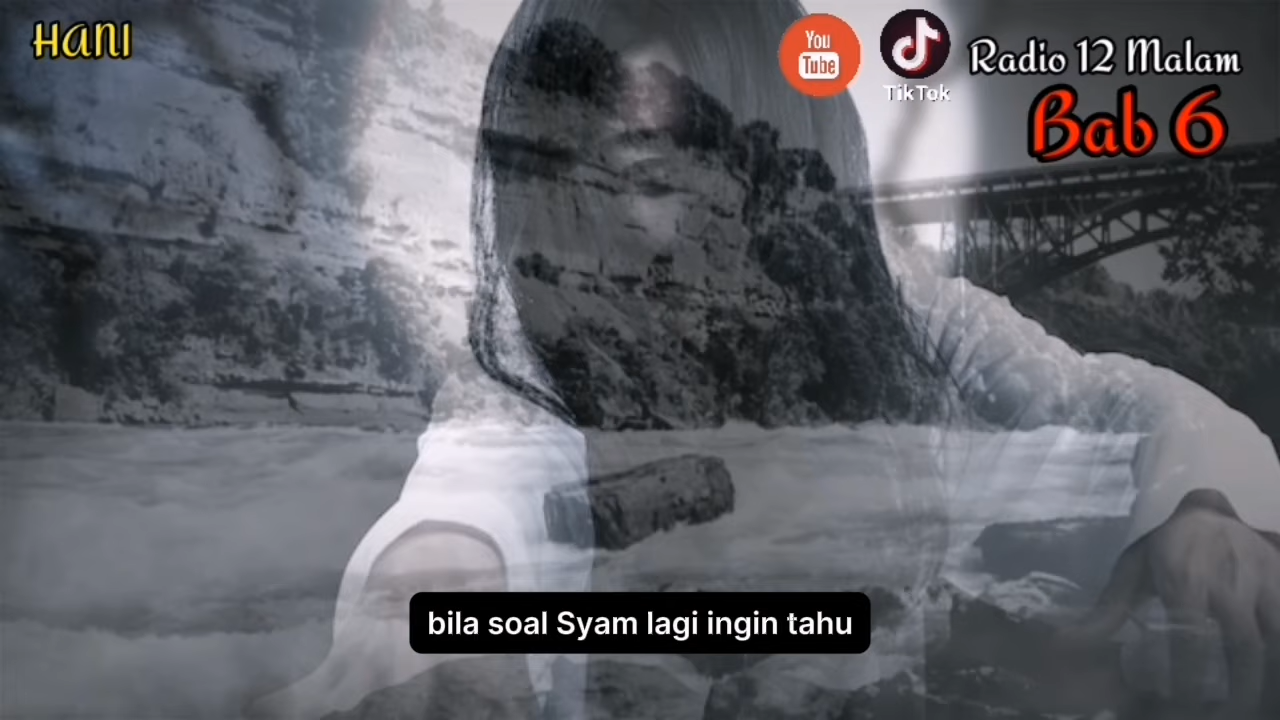 HANI
You
Tube
TikTok
Radio 12 Malam
Bab 6
bila soal Syam lagi ingin tahu